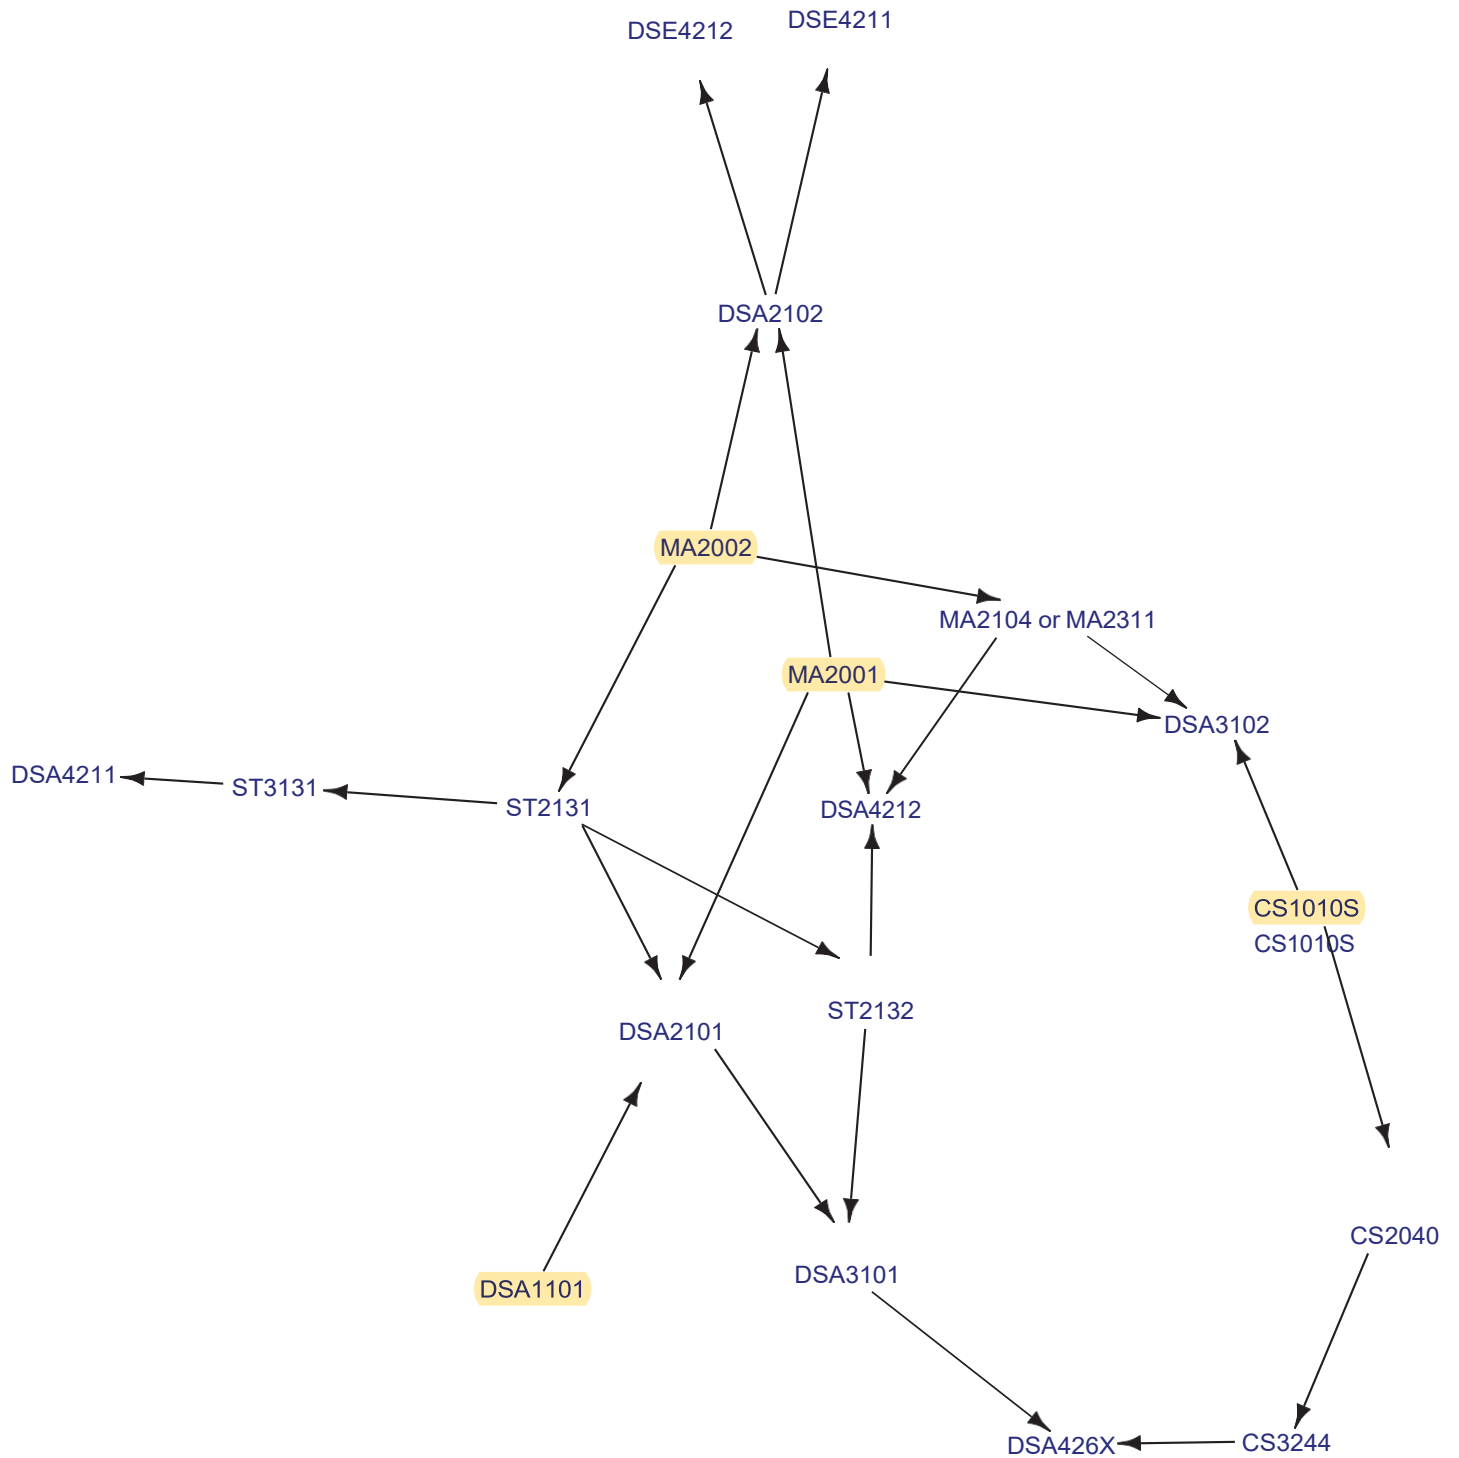 DSE4212
DSE4211
DSA2102
MA2002
MA2104 or MA2311
MA2001
DSA3102
DSA4211
ST3131
ST2131
DSA4212
CS1010S
CS1010S
ST2132
DSA2101
CS2040
DSA3101
DSA1101
DSA426X
CS3244